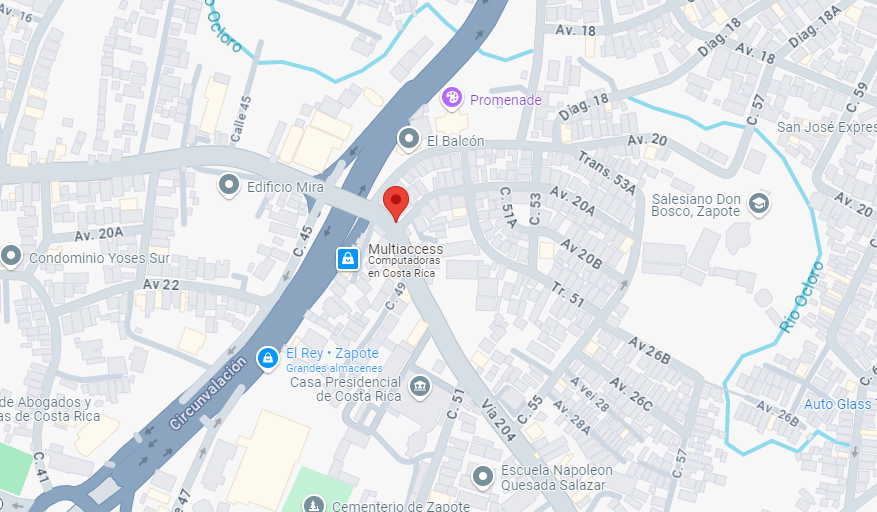 Av. 16
Rio Ocloro
Av. 18
Diag. 18
Diag. 18A
Av. 18
C. 59
Calle 45
Promenade
Diag. 18
C. 57
San José Expres
El Balcón
Av. 20
Edificio Mira
Trans. 53A
C. 51A
C. 53
Av. 20A
Salesiano Don
Bosco, Zapote
Av. 20
Av. 20A
C. 45
Condominio Yoses Sur
Multiaccess
Computadoras
en Costa Rica
Av. 20B
Av 22
C. 49
Tr. 51
Rio Ocloro
El Rey • Zapote
Grandes almacenes
Circunvalación
Av 26B
Casa Presidencial
de Costa Rica
C. 51
Vía 204
C. 55
A vei 28
Av. 26C
Av. 28A
Av. 26B
C. 6
Auto Glass T
de Abogados y
as de Costa Rica
C. 41
C. 47
C. 57
Escuela Napoleon
Quesada Salazar
Cementerio de Zapote